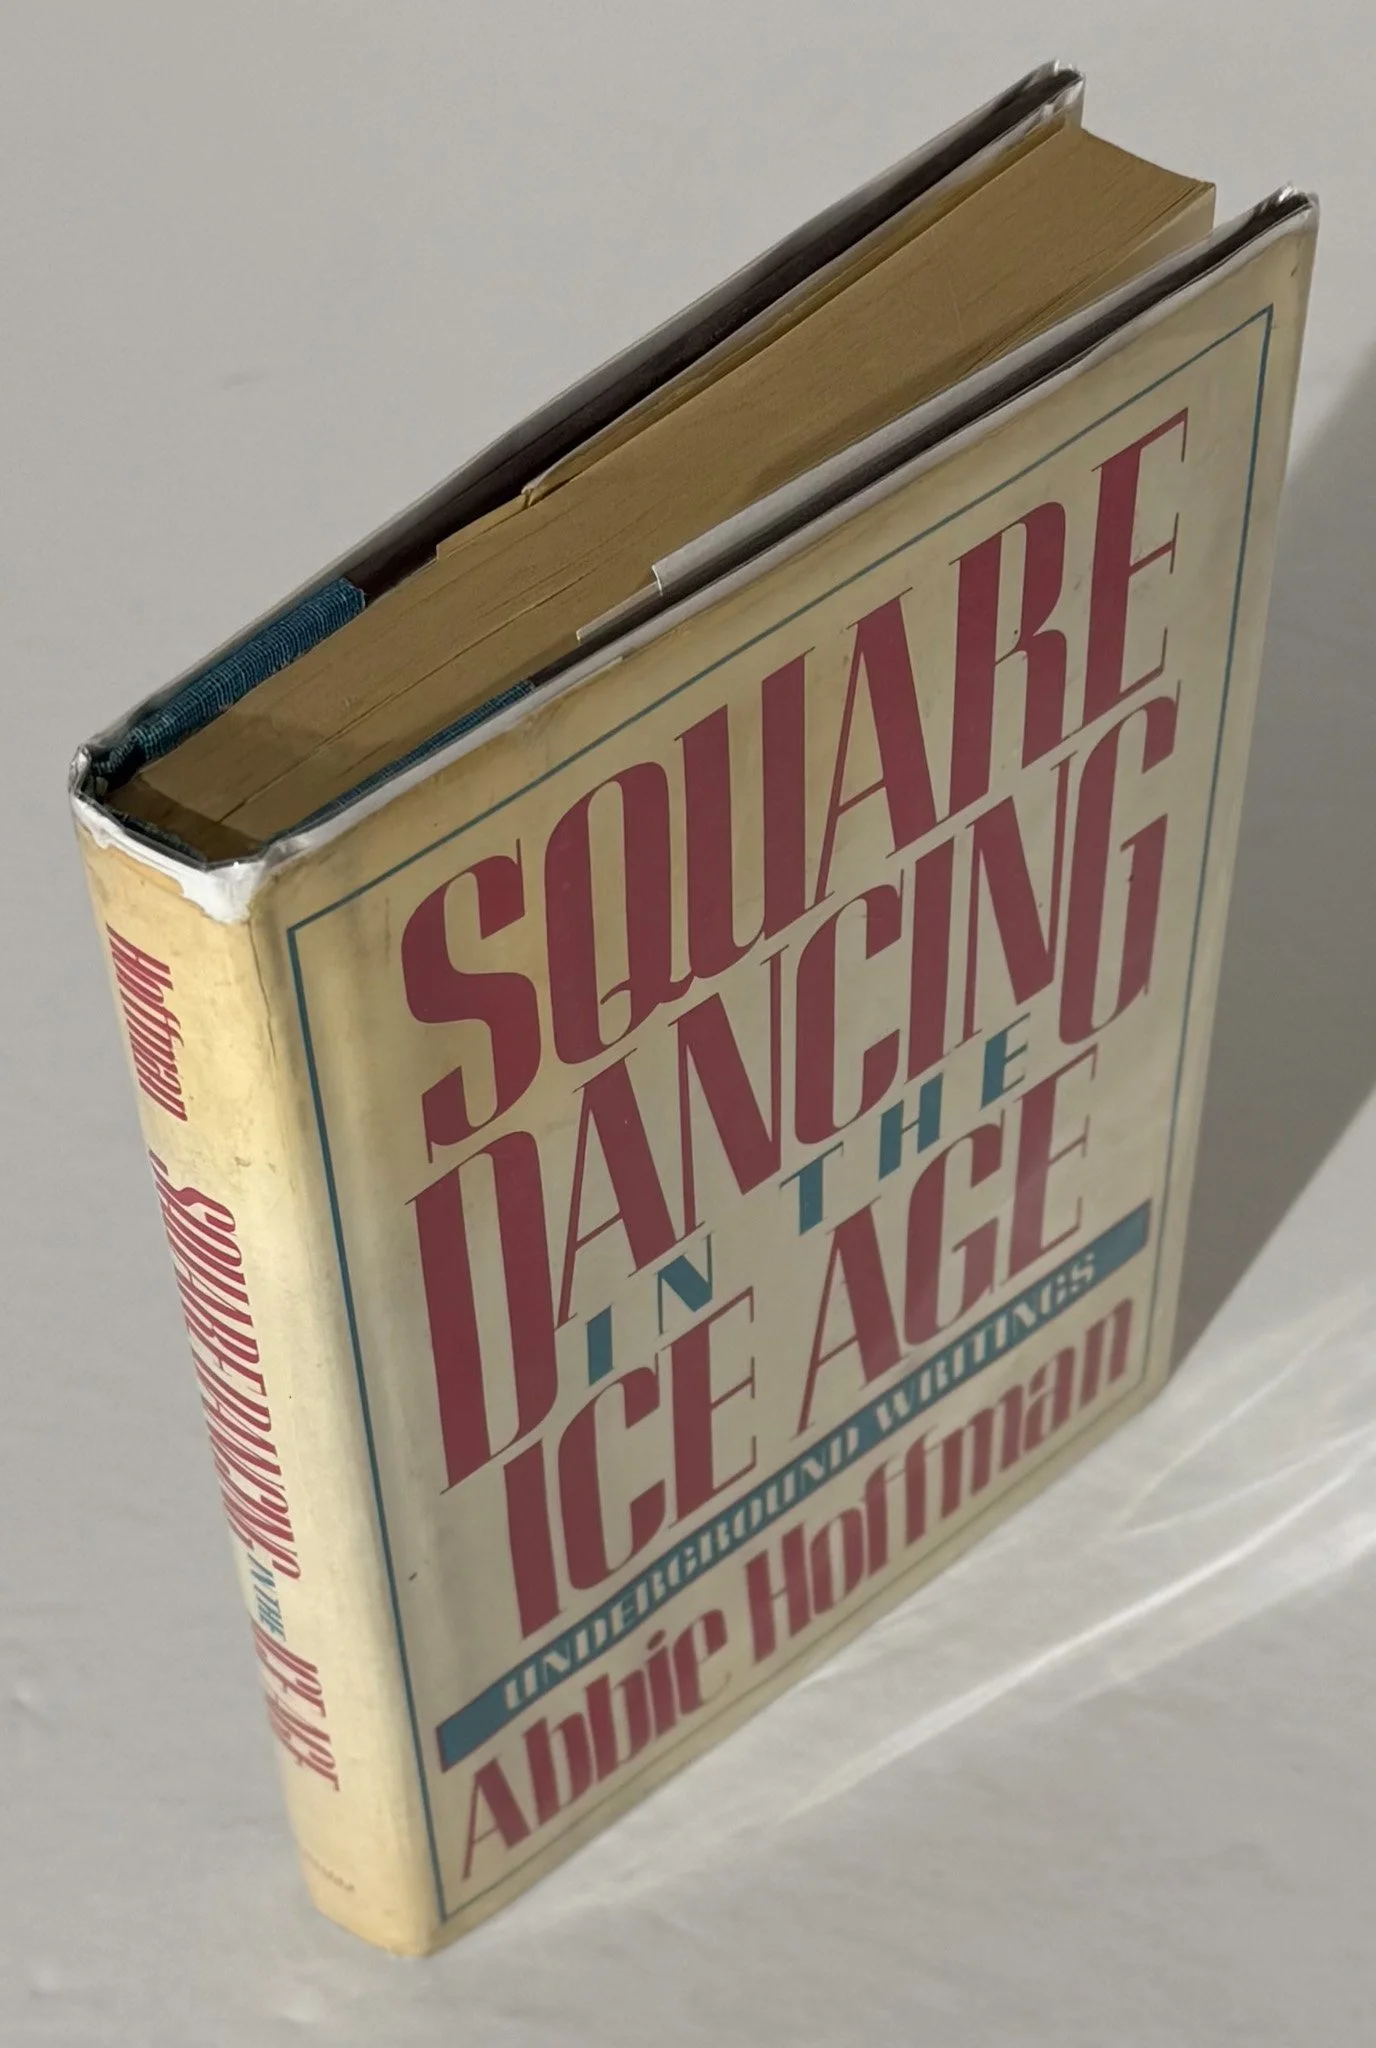 SQUARE
DANCING
IN THE
ICE AGE
UNDERGROUND WRITINGS
Abbie Hoffman
Hoffman
SQUARE DANCING
IN THE
ICE AGE